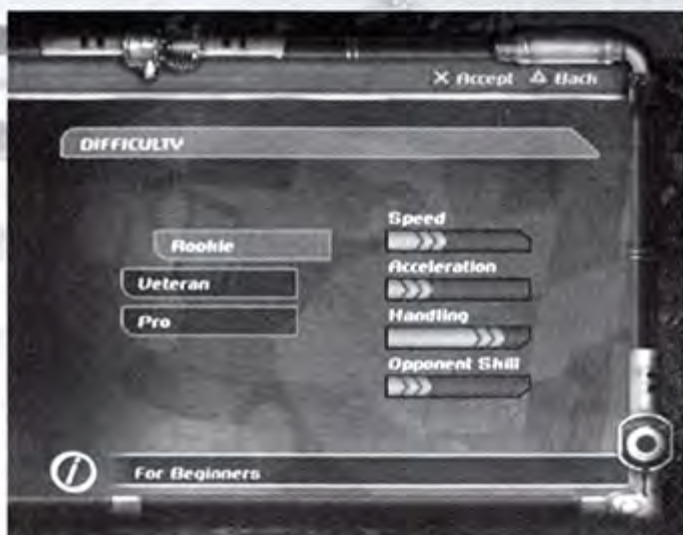 Accept Back
DIFFICULTY
Rookie
Veteran
Pro
Speed
Acceleration
Handling
Opponent Skill
For Beginners